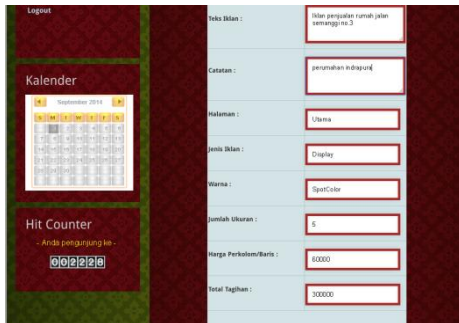 Logout
Kalender
September 2014
S M T W T F S
Hit Counter
- Anda pengunjung ke -
002228
Teks Iklan :
Iklan penjualan rumah jalan
semanggi no.3
Catatan :
perumahan indrapura
Halaman :
Utama
Jenis Iklan :
Display
Warna :
SpotColor
Jumlah Ukuran :
5
Harga Perkolom/Baris :
60000
Total Tagihan :
300000